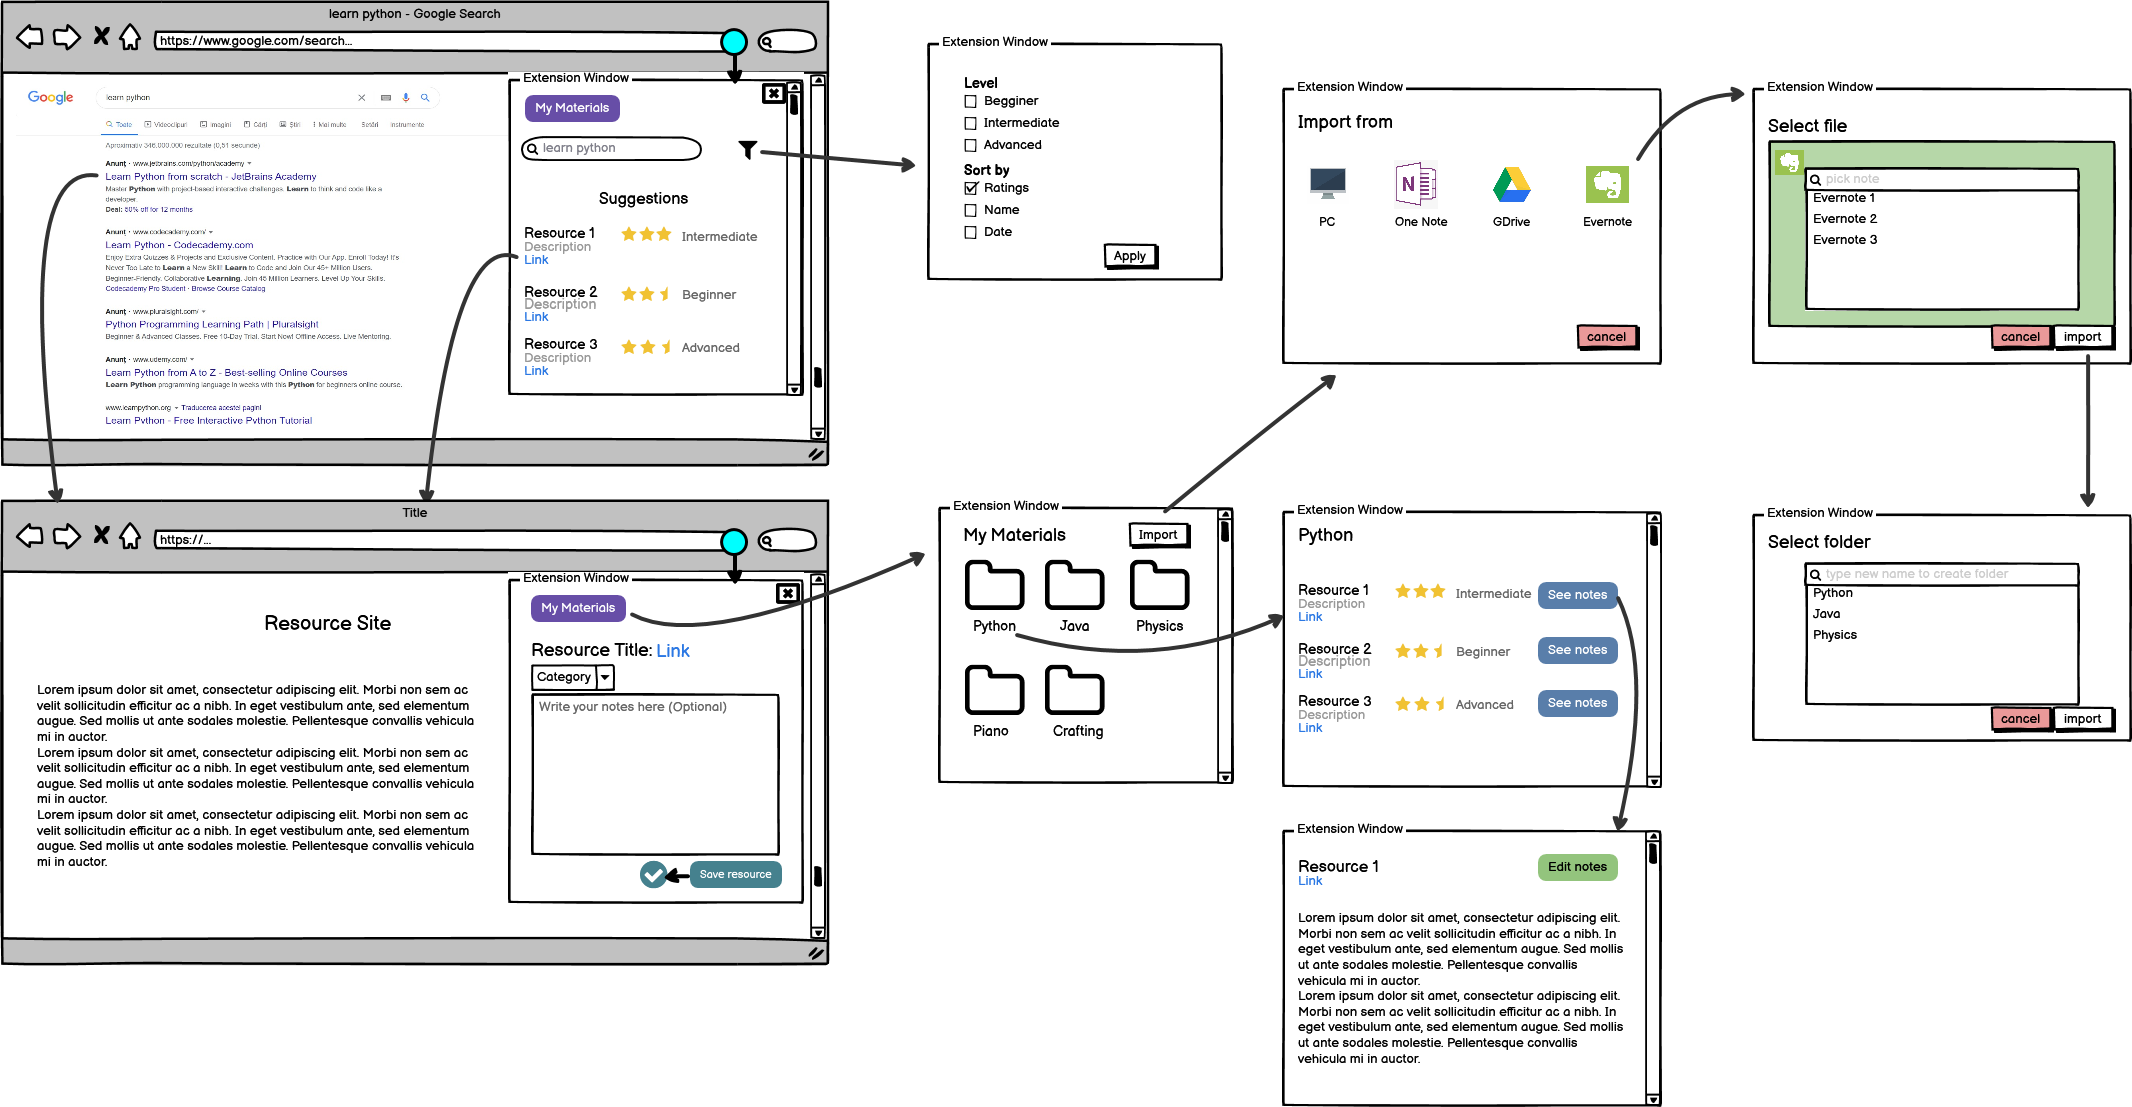 learn python - Google Search
https://www.google.com/search...
Google
learn python
Toate
Videoclipuri
Imagini
Cărți
Știri
Mai multe
Setări
Instrumente
Aproximativ 346.000.000 rezultate (0,51 secunde)
Anunț · www.jetbrains.com/python/academy
Learn Python from scratch - JetBrains Academy
Master Python with project-based interactive challenges. Learn to think and code like a
developer.
Deal: 50% off for 12 months
Anunț · www.codecademy.com/
Learn Python - Codecademy.com
Enjoy Extra Quizzes & Projects and Exclusive Content. Practice with Our App. Enroll Today! It's
Never Too Late to Learn a New Skill! Learn to Code and Join Our 45+ Million Users.
Beginner-Friendly. Collaborative Learning. Join 45 Million Learners. Level Up Your Skills.
Codecademy Pro Student · Browse Course Catalog
Anunț · www.pluralsight.com/
Python Programming Learning Path | Pluralsight
Beginner & Advanced Classes. Free 10-Day Trial. Start Now! Offline Access. Live Mentoring.
Anunț · www.udemy.com/
Learn Python from A to Z - Best-selling Online Courses
Learn Python programming language in weeks with this Python for beginners online course.
www.learnpython.org
Traducerea acestei pagini
Learn Python - Free Interactive Python Tutorial
Extension Window
My Materials
learn python
Suggestions
Resource 1
Intermediate
Description
Link
Resource 2
Beginner
Description
Link
Resource 3
Advanced
Description
Link
Extension Window
Level
Begginer
Intermediate
Advanced
Sort by
Ratings
Name
Date
Apply
Extension Window
Import from
N
PC
One Note
GDrive
Evernote
cancel
Extension Window
Select file
pick note
Evernote 1
Evernote 2
Evernote 3
cancel
import
Title
https://...
Resource Site
Lorem ipsum dolor sit amet, consectetur adipiscing elit. Morbi non sem ac
velit sollicitudin efficitur ac a nibh. In eget vestibulum ante, sed elementum
augue. Sed mollis ut ante sodales molestie. Pellentesque convallis vehicula
mi in auctor.
Lorem ipsum dolor sit amet, consectetur adipiscing elit. Morbi non sem ac
velit sollicitudin efficitur ac a nibh. In eget vestibulum ante, sed elementum
augue. Sed mollis ut ante sodales molestie. Pellentesque convallis vehicula
mi in auctor.
Lorem ipsum dolor sit amet, consectetur adipiscing elit. Morbi non sem ac
velit sollicitudin efficitur ac a nibh. In eget vestibulum ante, sed elementum
augue. Sed mollis ut ante sodales molestie. Pellentesque convallis vehicula
mi in auctor.
Extension Window
My Materials
Resource Title: Link
Category
Write your notes here (Optional)
Save resource
Extension Window
My Materials
Import
Python
Java
Physics
Piano
Crafting
Extension Window
Python
Resource 1
Intermediate
See notes
Description
Link
Resource 2
Beginner
See notes
Description
Link
Resource 3
Advanced
See notes
Description
Link
Extension Window
Select folder
type new name to create folder
Python
Java
Physics
cancel
import
Extension Window
Resource 1
Edit notes
Link
Lorem ipsum dolor sit amet, consectetur adipiscing elit.
Morbi non sem ac velit sollicitudin efficitur ac a nibh. In
eget vestibulum ante, sed elementum augue. Sed mollis
ut ante sodales molestie. Pellentesque convallis
vehicula mi in auctor.
Lorem ipsum dolor sit amet, consectetur adipiscing elit.
Morbi non sem ac velit sollicitudin efficitur ac a nibh. In
eget vestibulum ante, sed elementum augue. Sed mollis
ut ante sodales molestie. Pellentesque convallis
vehicula mi in auctor.